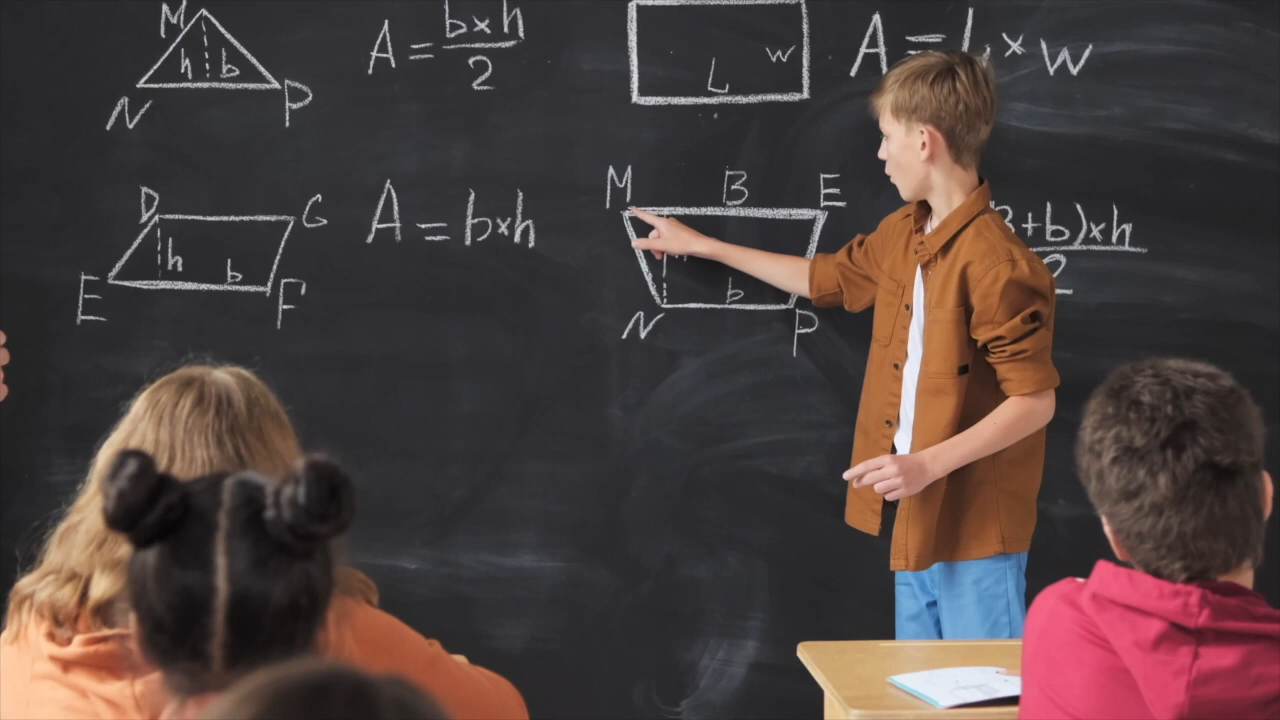 M
h b
N P
A = b×h
2
W
L
A = L × W
D G
h
b
E F
A = b×h
M B E
h
b
N P
B+b)×h
2